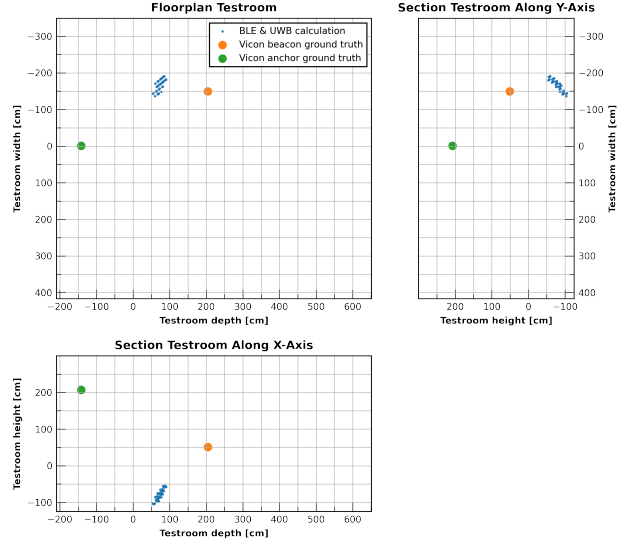 Floorplan Testroom
BLE & UWB calculation
Vicon beacon ground truth
Vicon anchor ground truth
−300
−200
−100
0
100
200
300
400
Testroom width [cm]
−200 −100 0 100 200 300 400 500 600
Testroom depth [cm]
Section Testroom Along Y-Axis
−300
−200
−100
0
100
200
300
400
Testroom width [cm]
200 100 0 −100
Testroom height [cm]
Section Testroom Along X-Axis
200
100
0
−100
Testroom height [cm]
−200 −100 0 100 200 300 400 500 600
Testroom depth [cm]